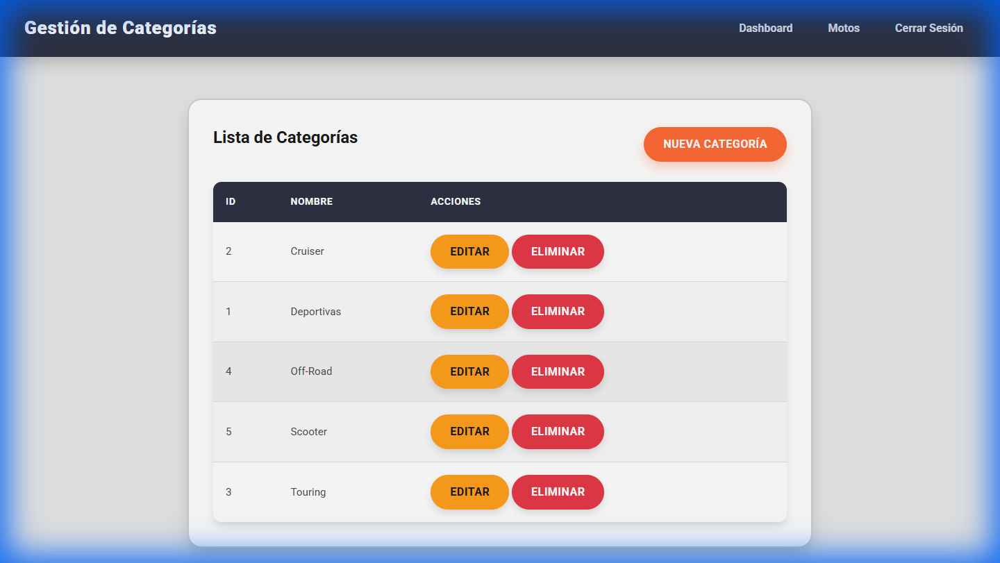 Gestión de Categorías
Dashboard Motos Cerrar Sesión
Lista de Categorías
NUEVA CATEGORÍA
ID NOMBRE ACCIONES
2 Cruiser EDITAR ELIMINAR
1 Deportivas EDITAR ELIMINAR
4 Off-Road EDITAR ELIMINAR
5 Scooter EDITAR ELIMINAR
3 Touring EDITAR ELIMINAR